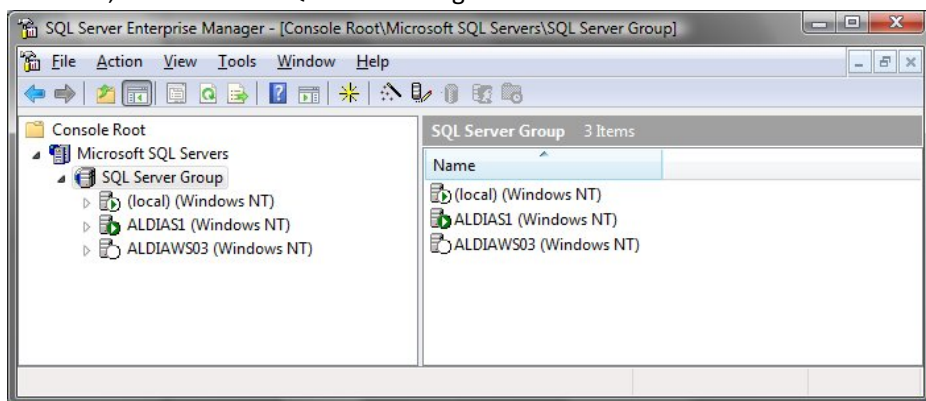 SQL Server Enterprise Manager - [Console Root\Microsoft SQL Servers\SQL Server Group]
File Action View Tools Window Help
Console Root
Microsoft SQL Servers
SQL Server Group
(local) (Windows NT)
ALDIAS1 (Windows NT)
ALDIAWS03 (Windows NT)
SQL Server Group 3 Items
Name
(local) (Windows NT)
ALDIAS1 (Windows NT)
ALDIAWS03 (Windows NT)